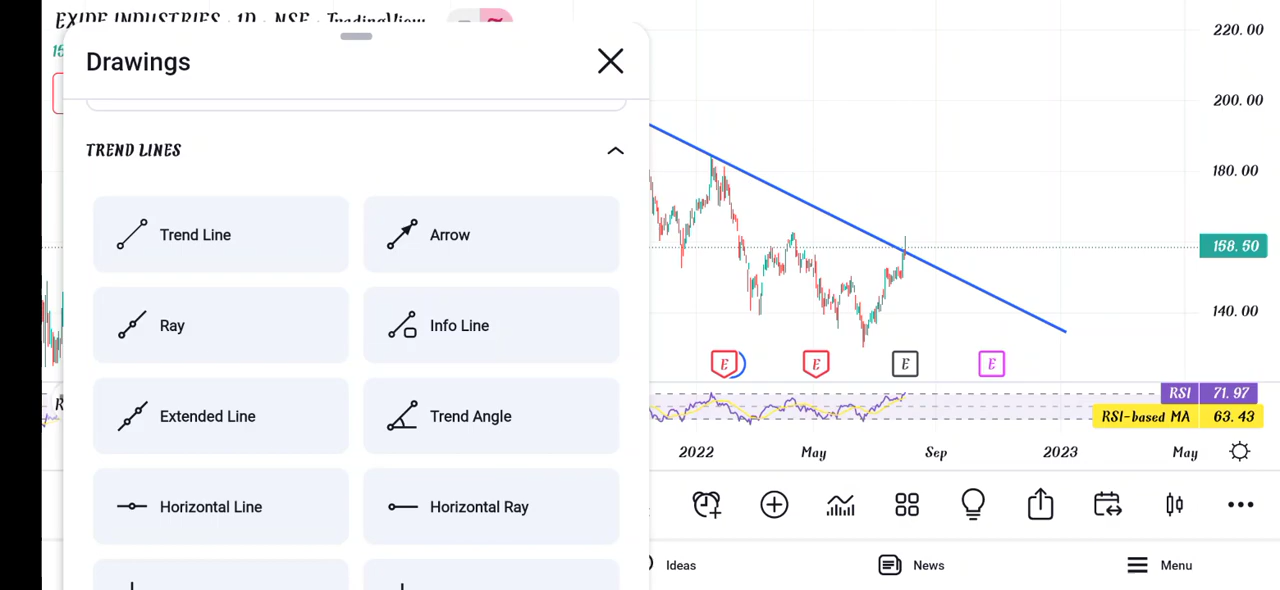 EXIDE INDUSTRIES · 1D · NSE · TradingView
Drawings
TREND LINES
Trend Line
Arrow
Ray
Info Line
Extended Line
Trend Angle
Horizontal Line
Horizontal Ray
220.00
200.00
180.00
158.50
140.00
E
E
E
E
RSI 71.97
RSI-based MA 63.43
2022 May Sep 2023 May
Ideas
News
Menu